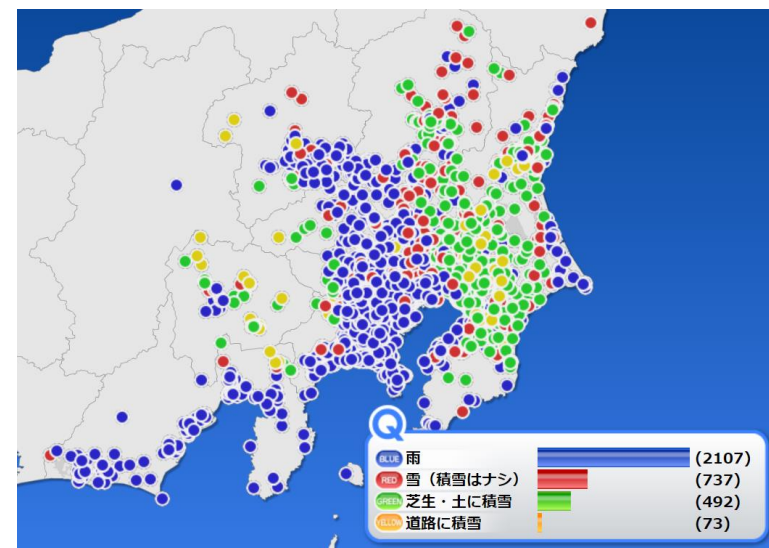 Q
BLUE 雨 (2107)
RED 雪（積雪はナシ） (737)
GREEN 芝生・土に積雪 (492)
YELLOW 道路に積雪 (73)